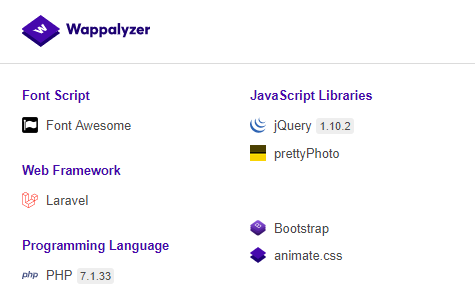 Wappalyzer
Font Script
Font Awesome
Web Framework
Laravel
Programming Language
php PHP 7.1.33
JavaScript Libraries
jQuery 1.10.2
prettyPhoto
Bootstrap
animate.css